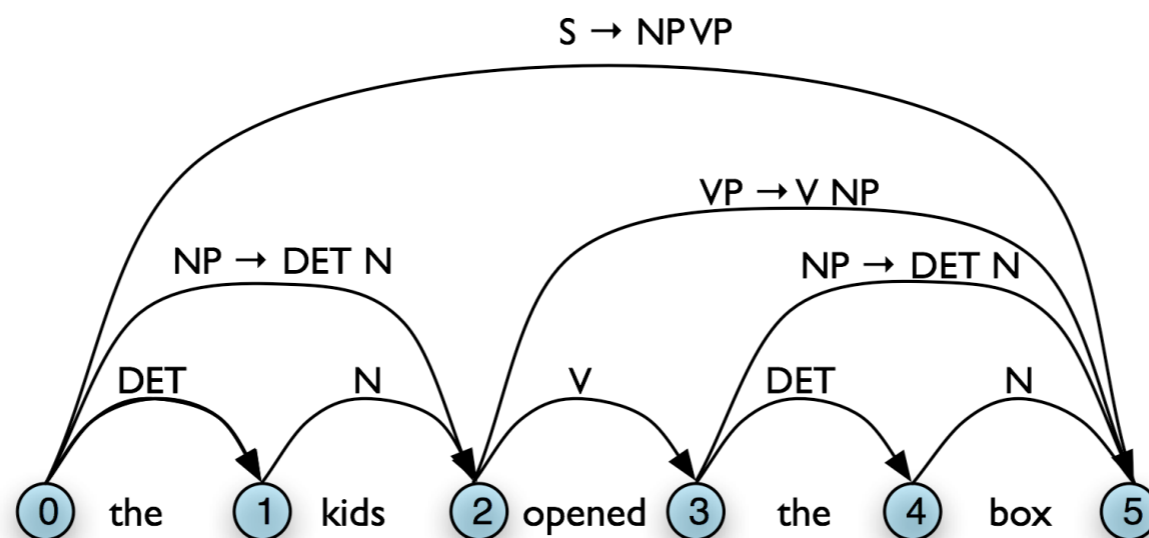 S → NP VP
VP → V NP
NP → DET N
NP → DET N
DET N V DET N
0 the 1 kids 2 opened 3 the 4 box 5